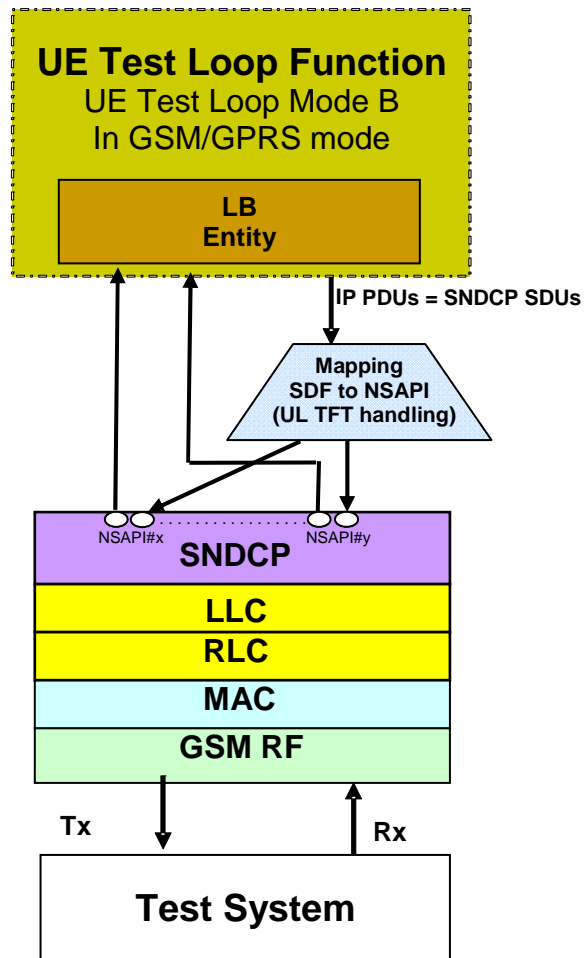 UE Test Loop Function
UE Test Loop Mode B
In GSM/GPRS mode
LB
Entity
IP PDUs = SNDCP SDUs
Mapping
SDF to NSAPI
(UL TFT handling)
NSAPI#x
NSAPI#y
SNDCP
LLC
RLC
MAC
GSM RF
Tx
Rx
Test System